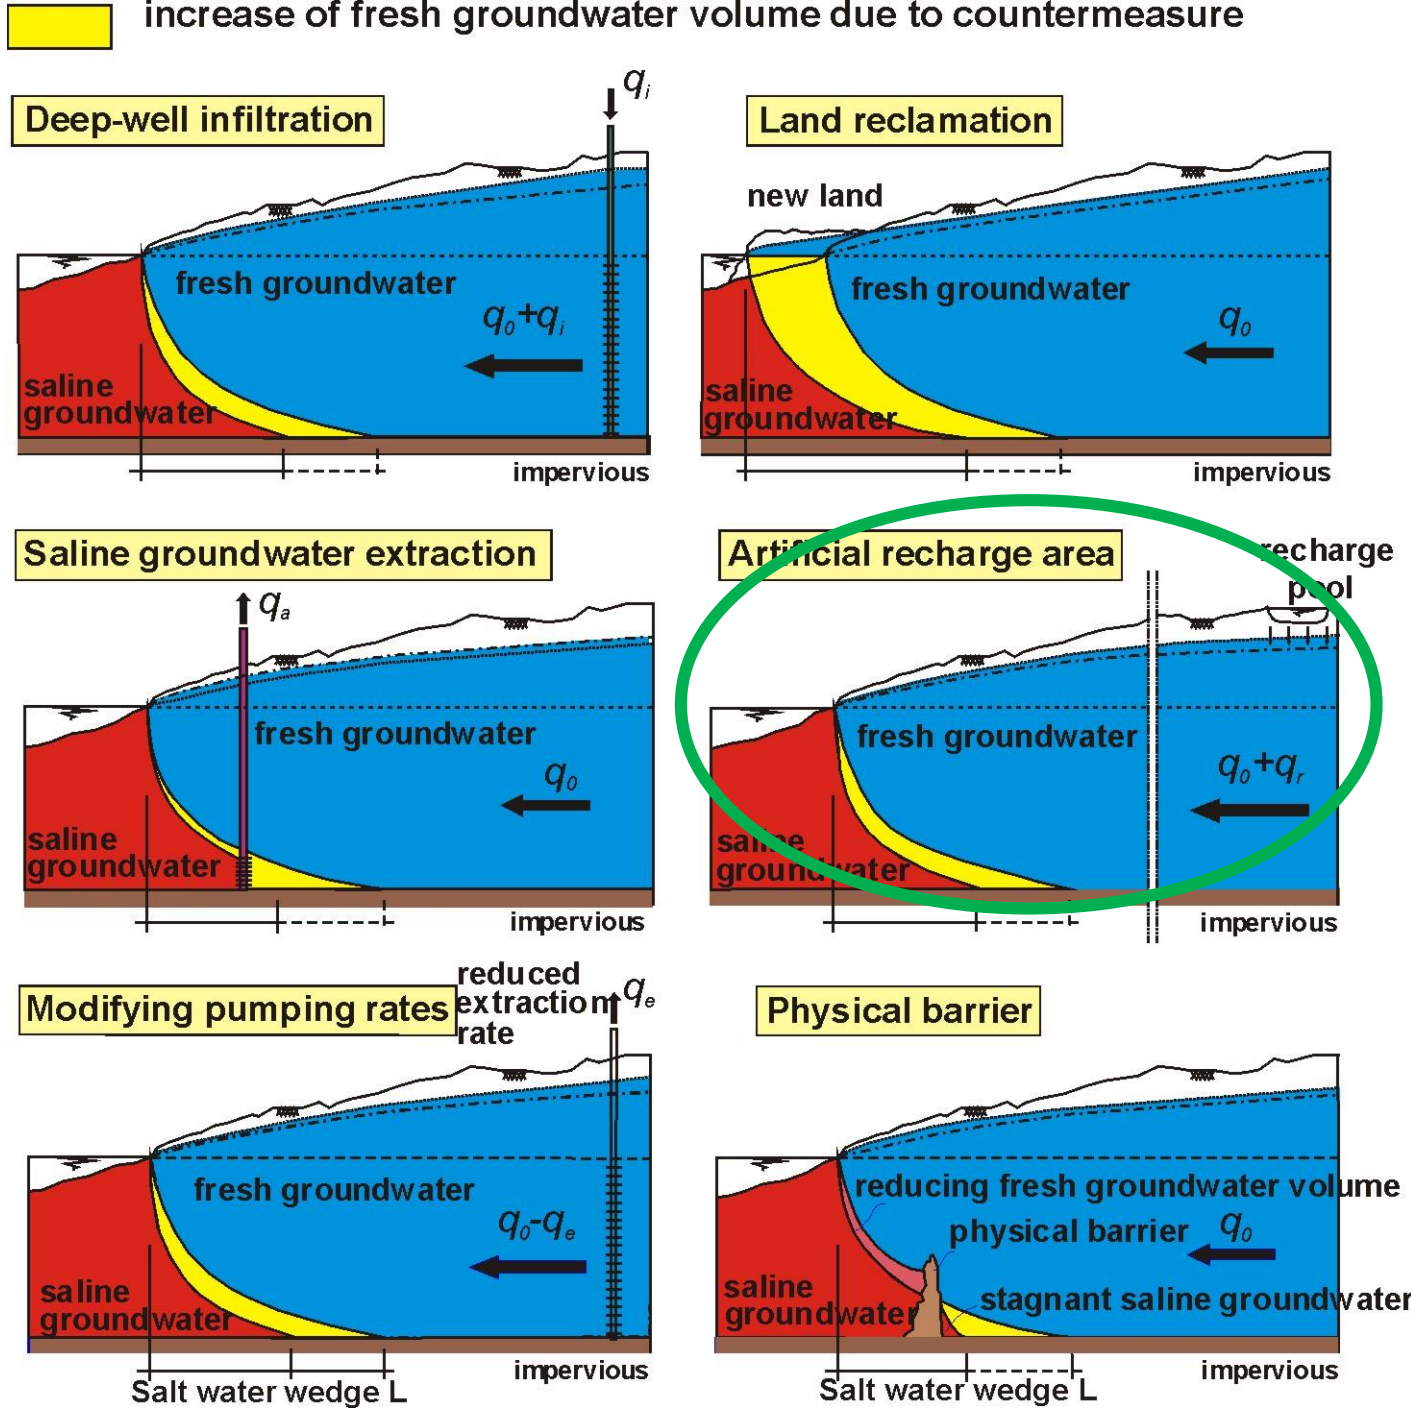 increase of fresh groundwater volume due to countermeasure
Deep-well infiltration
qi
fresh groundwater
q0+qi
saline
groundwater
impervious
Land reclamation
new land
fresh groundwater
q0
saline
groundwater
impervious
Saline groundwater extraction
qa
fresh groundwater
q0
saline
groundwater
impervious
Artificial recharge area
recharge
pool
fresh groundwater
q0+qr
saline
groundwater
impervious
Modifying pumping rates
reduced
extraction
rate
qe
fresh groundwater
q0-qe
saline
groundwater
impervious
Salt water wedge L
Physical barrier
reducing fresh groundwater volume
physical barrier
q0
stagnant saline groundwater
saline
groundwater
impervious
Salt water wedge L